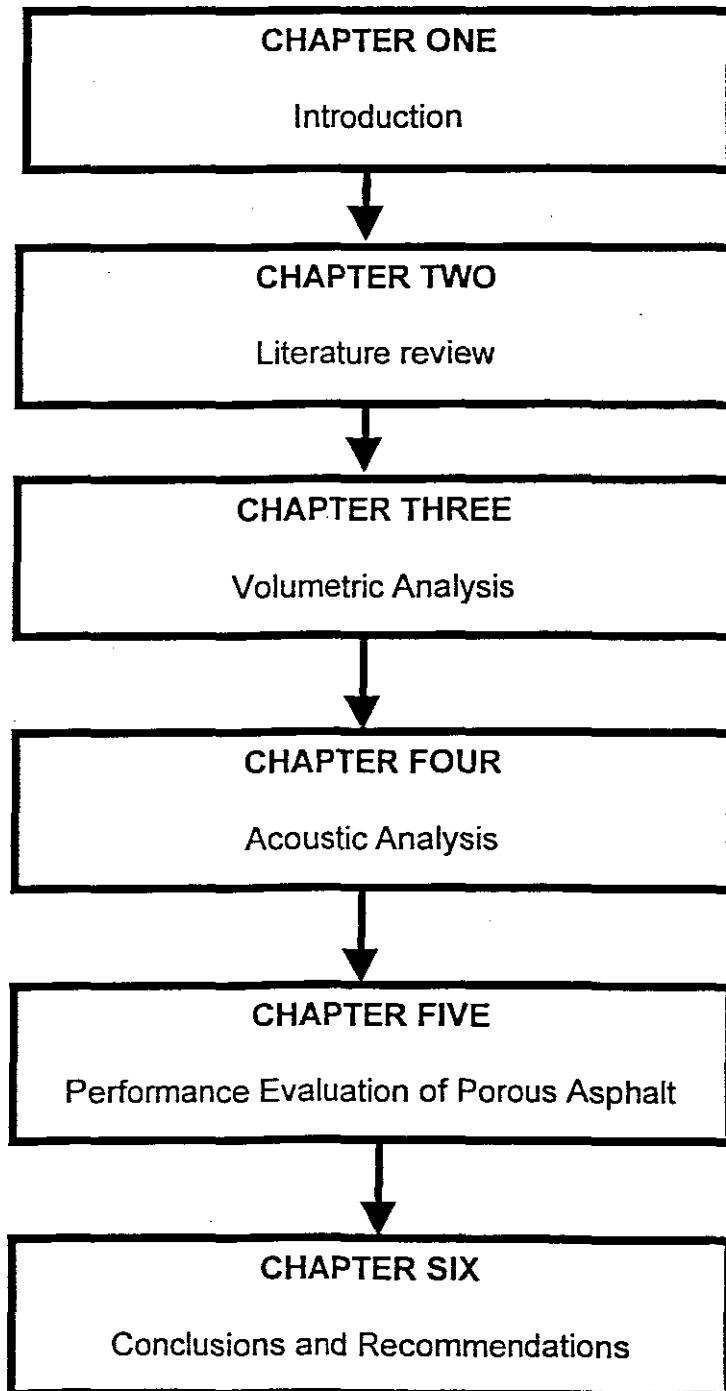 CHAPTER ONE
Introduction
CHAPTER TWO
Literature review
CHAPTER THREE
Volumetric Analysis
CHAPTER FOUR
Acoustic Analysis
CHAPTER FIVE
Performance Evaluation of Porous Asphalt
CHAPTER SIX
Conclusions and Recommendations